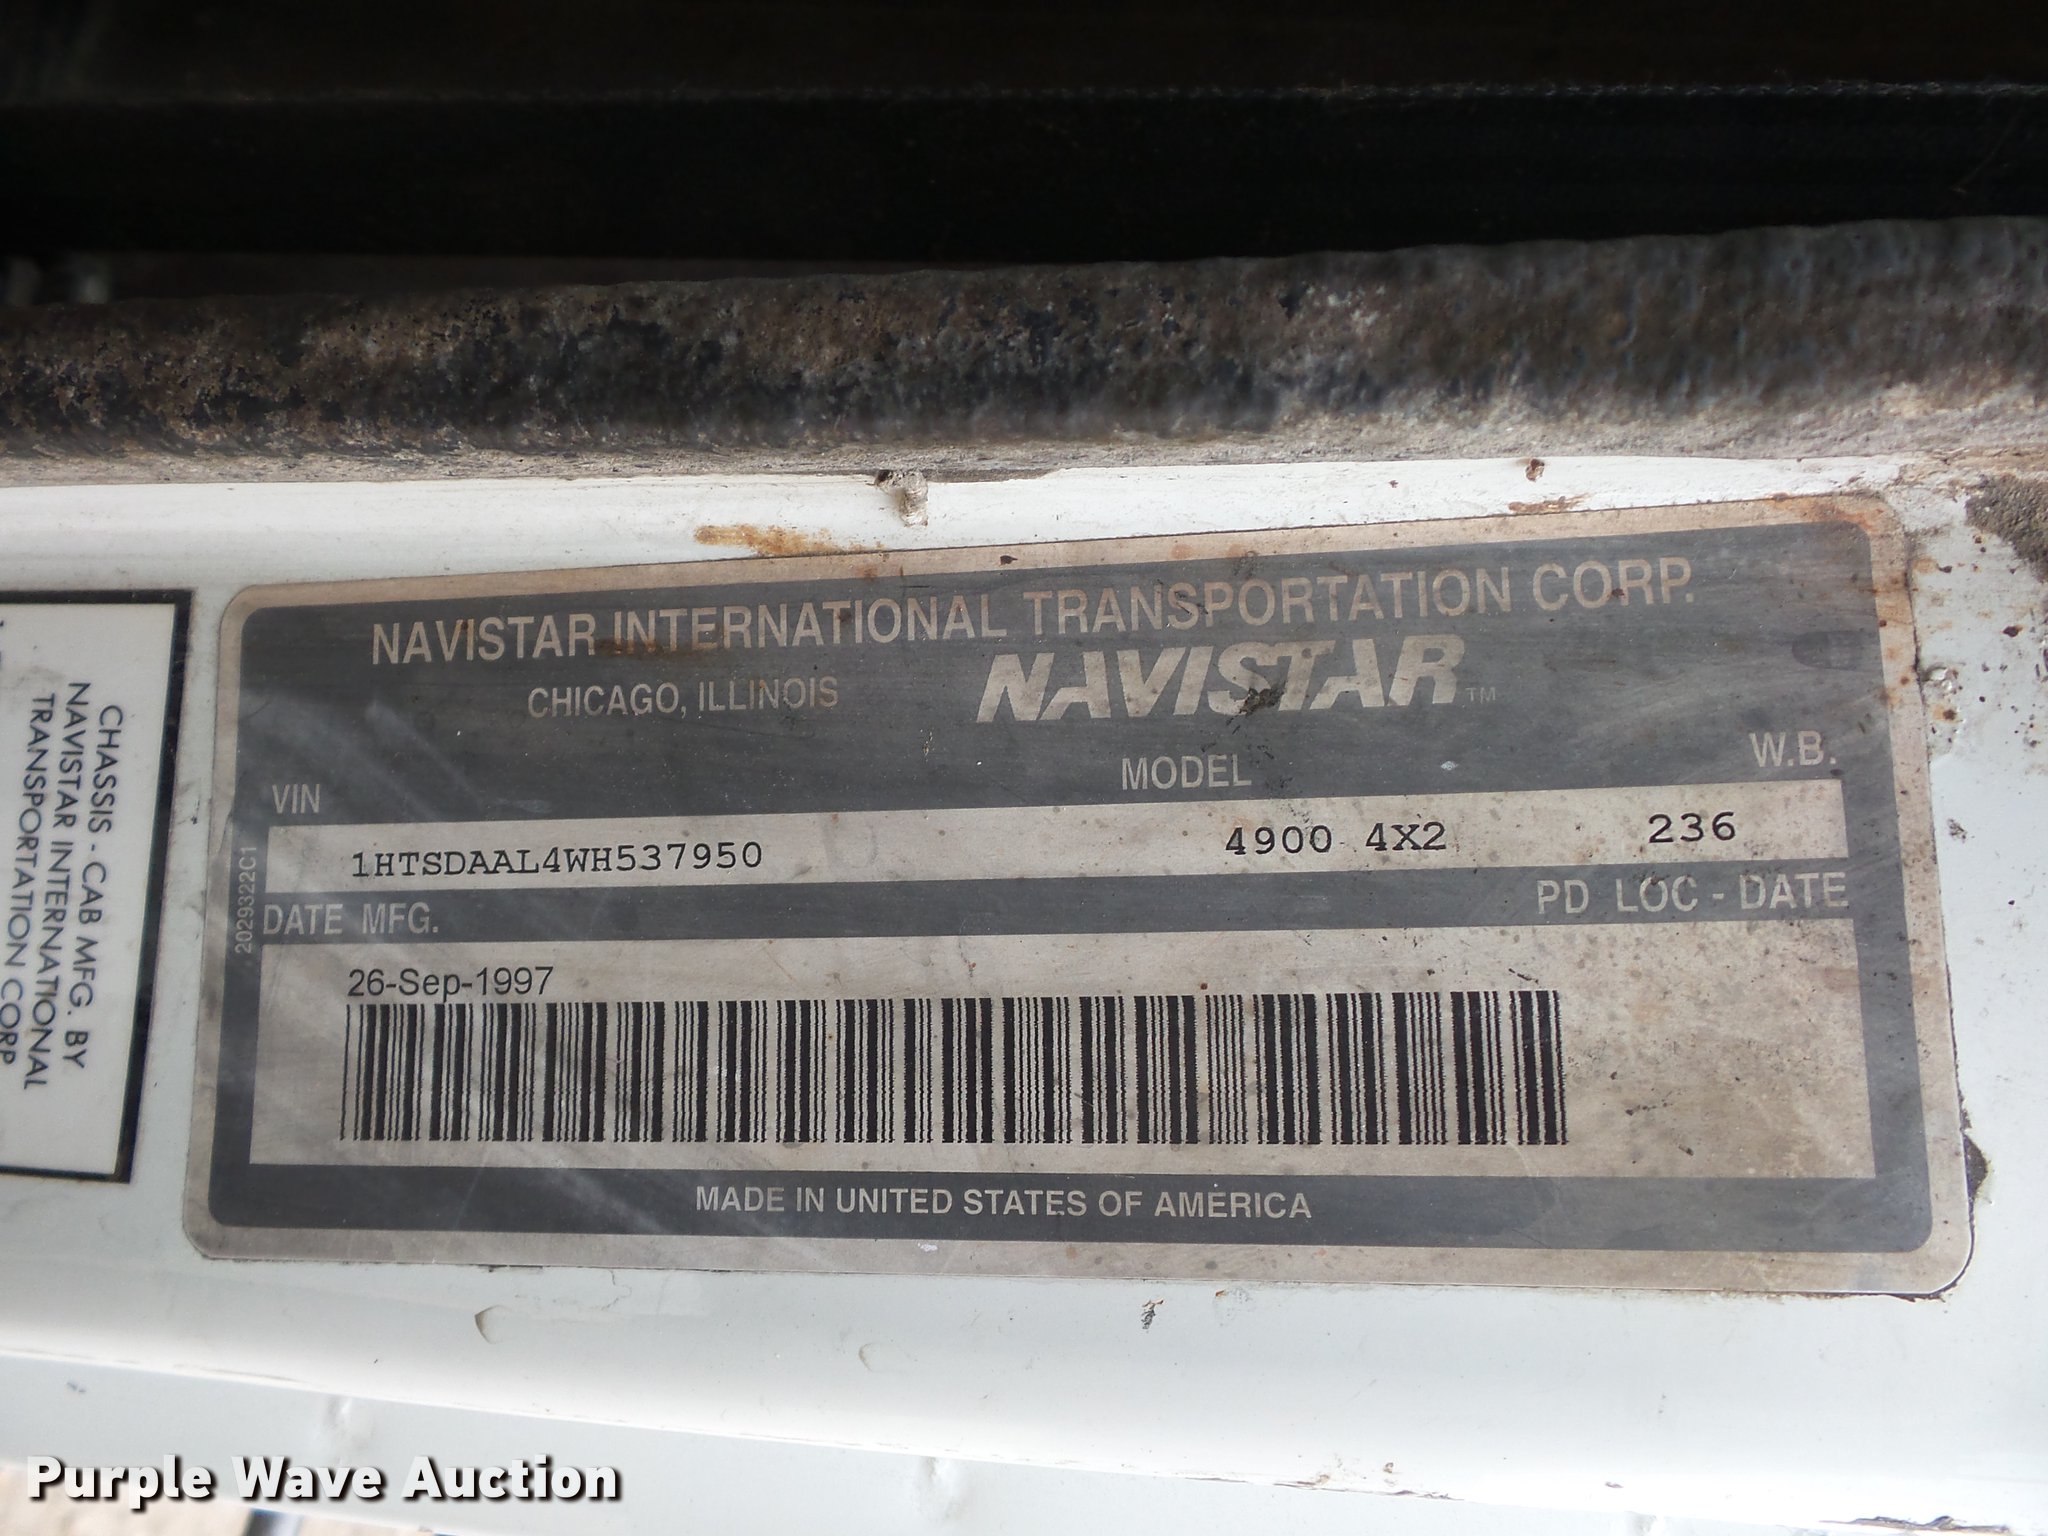 CHASSIS - CAB MFG. BY
NAVISTAR INTERNATIONAL
TRANSPORTATION CORP
NAVISTAR INTERNATIONAL TRANSPORTATION CORP.
CHICAGO, ILLINOIS
NAVISTAR™
VIN MODEL W.B.
1HTSDAAL4WH537950 4900 4X2 236
DATE MFG. PD LOC - DATE
26-Sep-1997
2029322C1
MADE IN UNITED STATES OF AMERICA
Purple Wave Auction